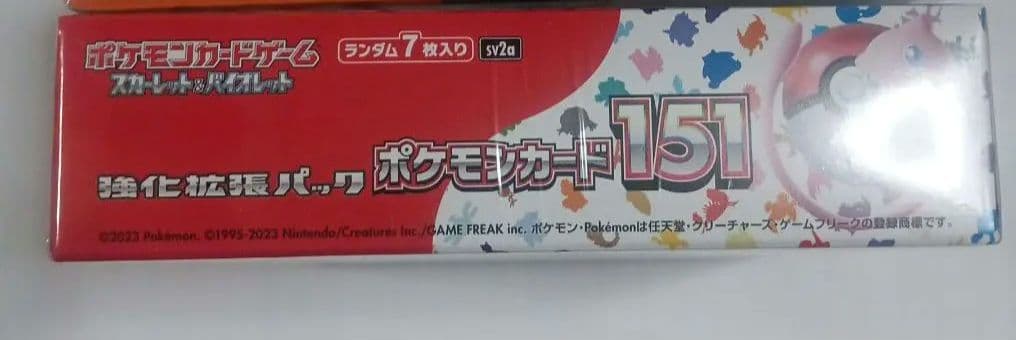 ポケモンカードゲーム
スカーレット&バイオレット
ランダム7枚入り
sv2a
強化拡張パック
ポケモンカード151
©2023 Pokémon. ©1995-2023 Nintendo/Creatures Inc./GAME FREAK inc. ポケモン・Pokémonは任天堂・クリーチャーズ・ゲームフリークの登録商標です。